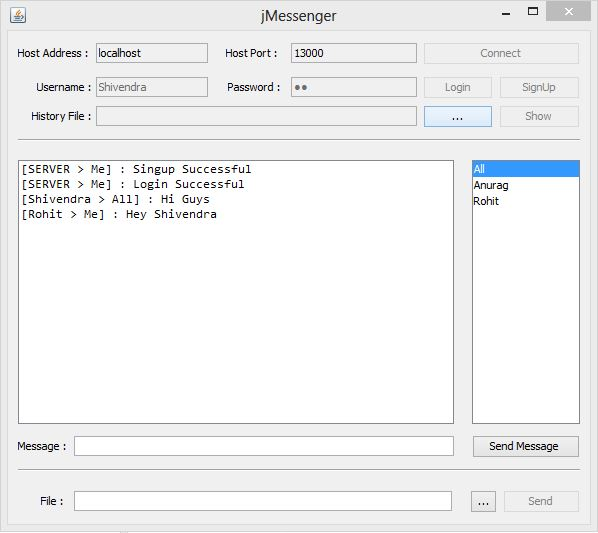 jMessenger
Host Address : localhost Host Port : 13000 Connect
Username : Shivendra Password : ●● Login SignUp
History File : ... Show
[SERVER > Me] : Singup Successful
[SERVER > Me] : Login Successful
[Shivendra > All] : Hi Guys
[Rohit > Me] : Hey Shivendra
All
Anurag
Rohit
Message : Send Message
File : ... Send